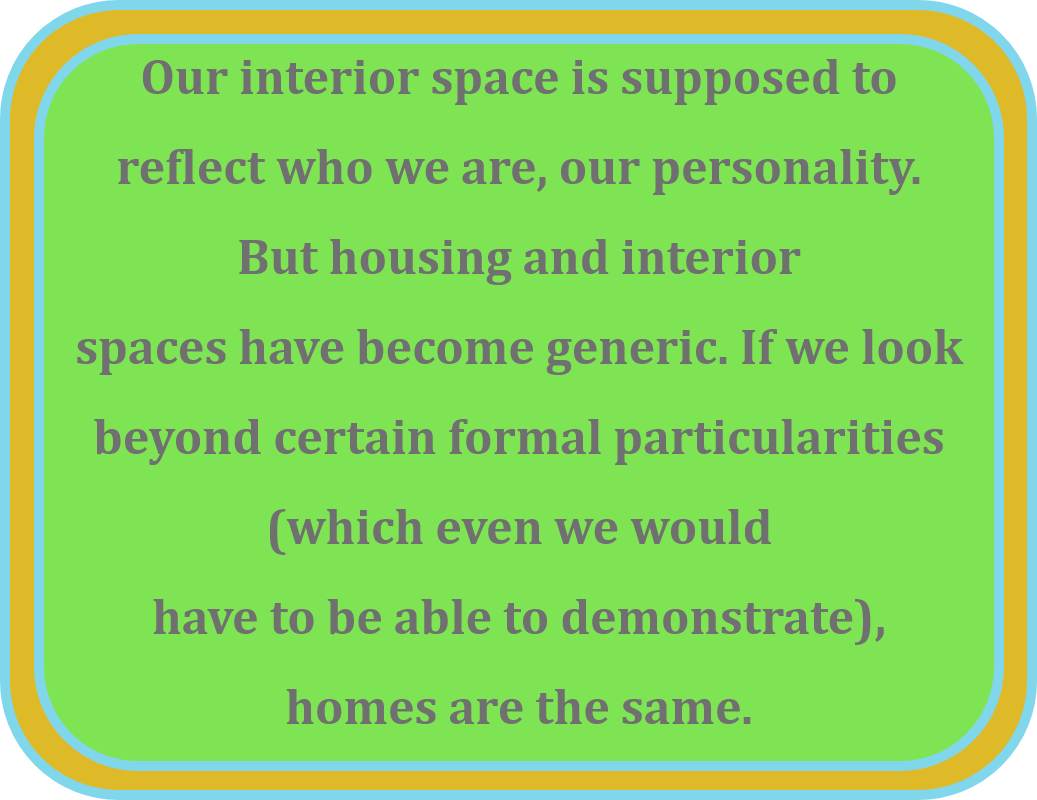 Our interior space is supposed to
reflect who we are, our personality.
But housing and interior
spaces have become generic. If we look
beyond certain formal particularities
(which even we would
have to be able to demonstrate),
homes are the same.